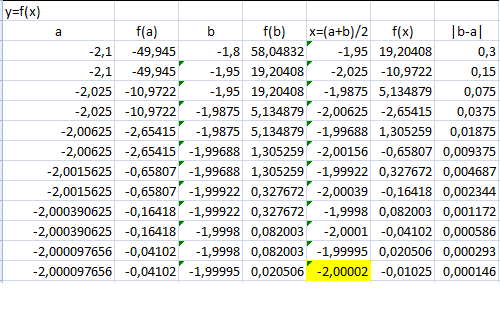 y=f(x)
a f(a) b f(b) x=(a+b)/2 f(x) |b-a|
-2,1 -49,945 -1,8 58,04832 -1,95 19,20408 0,3
-2,1 -49,945 -1,95 19,20408 -2,025 -10,9722 0,15
-2,025 -10,9722 -1,95 19,20408 -1,9875 5,134879 0,075
-2,025 -10,9722 -1,9875 5,134879 -2,00625 -2,65415 0,0375
-2,00625 -2,65415 -1,9875 5,134879 -1,99688 1,305259 0,01875
-2,00625 -2,65415 -1,99688 1,305259 -2,00156 -0,65807 0,009375
-2,0015625 -0,65807 -1,99688 1,305259 -1,99922 0,327672 0,004687
-2,0015625 -0,65807 -1,99922 0,327672 -2,00039 -0,16418 0,002344
-2,000390625 -0,16418 -1,99922 0,327672 -1,9998 0,082003 0,001172
-2,000390625 -0,16418 -1,9998 0,082003 -2,0001 -0,04102 0,000586
-2,000097656 -0,04102 -1,9998 0,082003 -1,99995 0,020506 0,000293
-2,000097656 -0,04102 -1,99995 0,020506 -2,00002 -0,01025 0,000146